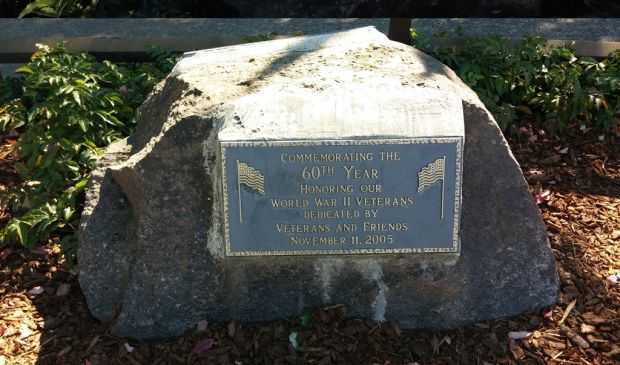 COMMEMORATING THE
60TH YEAR
HONORING OUR
WORLD WAR II VETERANS
DEDICATED BY
VETERANS AND FRIENDS
NOVEMBER 11, 2005